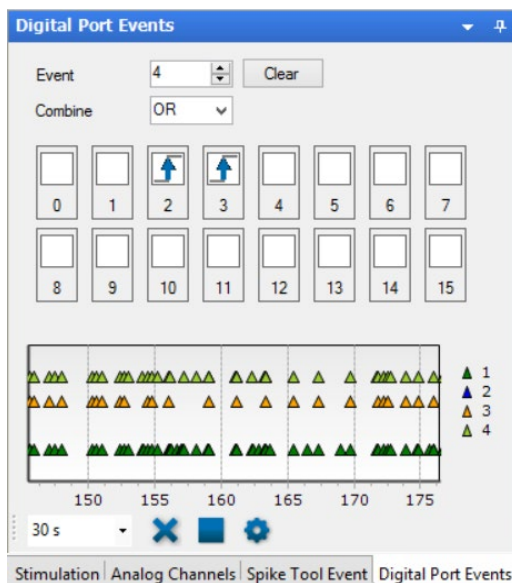 Digital Port Events
Event 4 Clear
Combine OR
0 1 2 3 4 5 6 7
8 9 10 11 12 13 14 15
1
2
3
4
150 155 160 165 170 175
30 s
Stimulation Analog Channels Spike Tool Event Digital Port Events